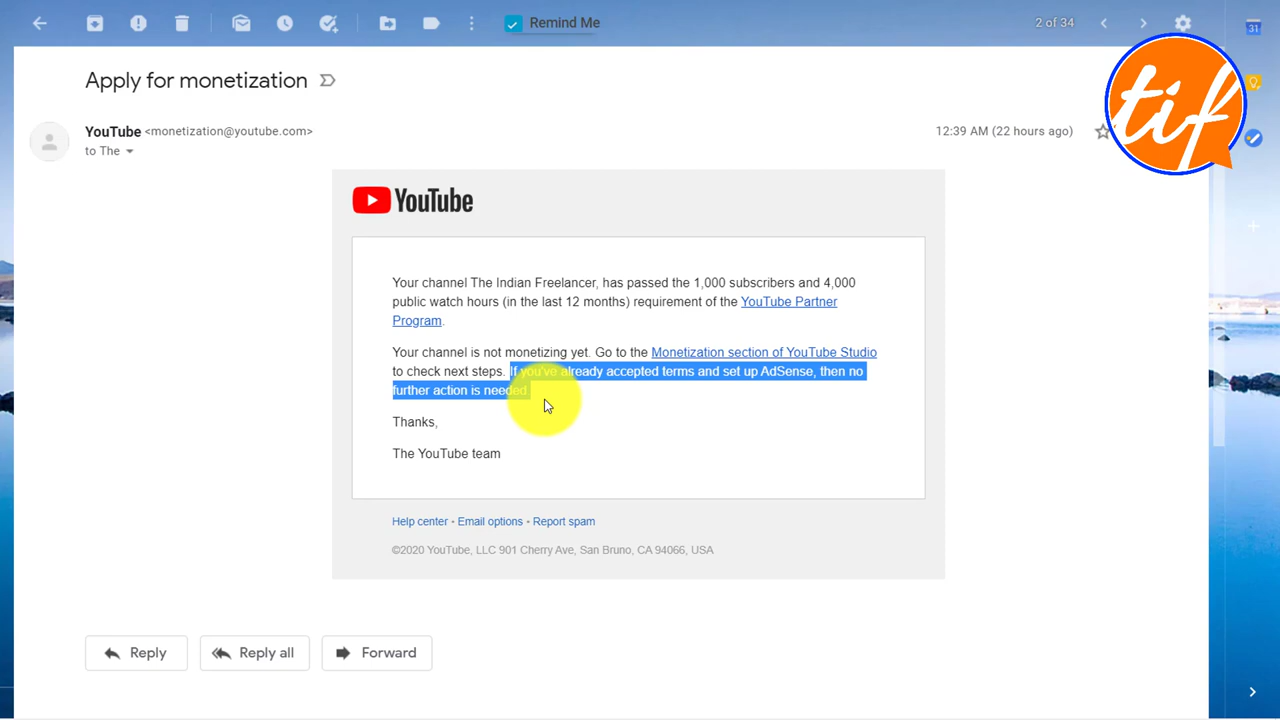 Remind Me
2 of 34
31
Apply for monetization
tif
YouTube <monetization@youtube.com>
12:39 AM (22 hours ago)
to The
YouTube
Your channel The Indian Freelancer, has passed the 1,000 subscribers and 4,000
public watch hours (in the last 12 months) requirement of the YouTube Partner
Program.
Your channel is not monetizing yet. Go to the Monetization section of YouTube Studio
to check next steps. If you've already accepted terms and set up AdSense, then no
further action is needed.
Thanks,
The YouTube team
Help center - Email options - Report spam
©2020 YouTube, LLC 901 Cherry Ave, San Bruno, CA 94066, USA
Reply
Reply all
Forward